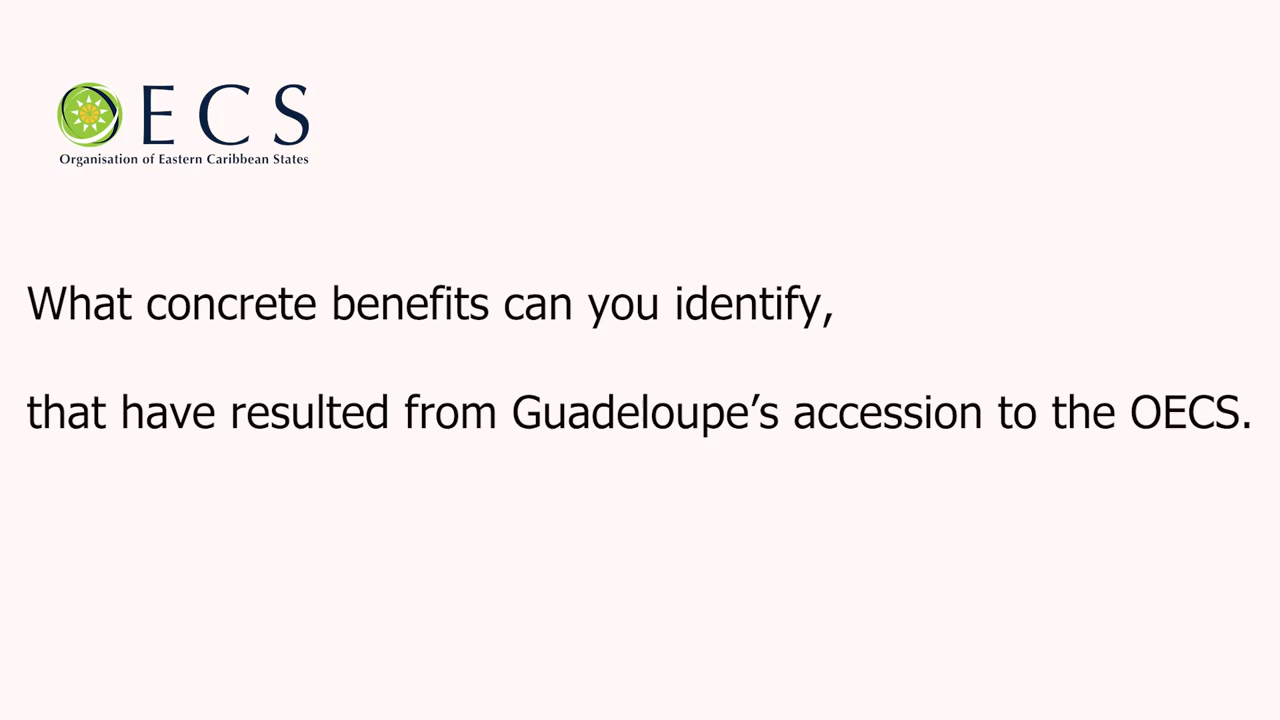 E C S
Organisation of Eastern Caribbean States
What concrete benefits can you identify,
that have resulted from Guadeloupe’s accession to the OECS.